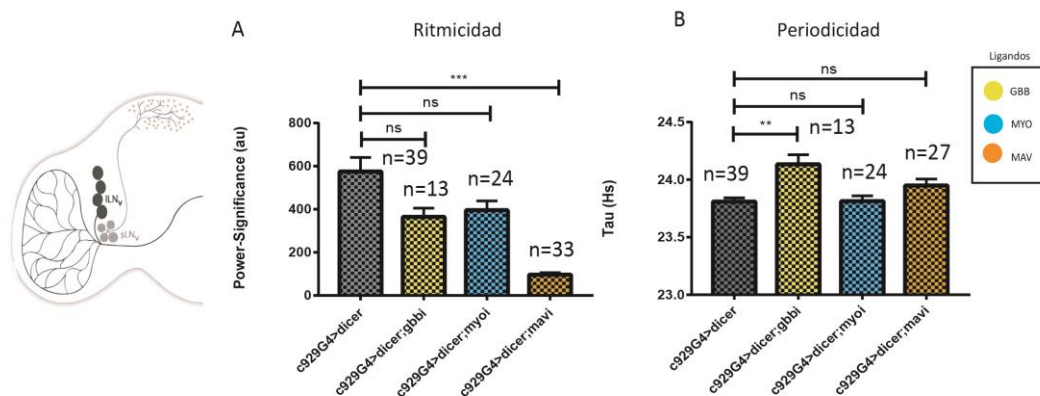 A
Ritmicidad
***
ns
ns
Power-Significance (au)
800
600
400
200
0
n=39
n=13
n=24
n=33
c929G4>dicer
c929G4>dicer;gbbi
c929G4>dicer;myoi
c929G4>dicer;mavi
lLNv
sLNv
B
Periodicidad
ns
ns
**
Tau (Hs)
24.5
24.0
23.5
23.0
n=39
n=13
n=24
n=27
c929G4>dicer
c929G4>dicer;gbbi
c929G4>dicer;myoi
c929G4>dicer;mavi
Ligandos
GBB
MYO
MAV